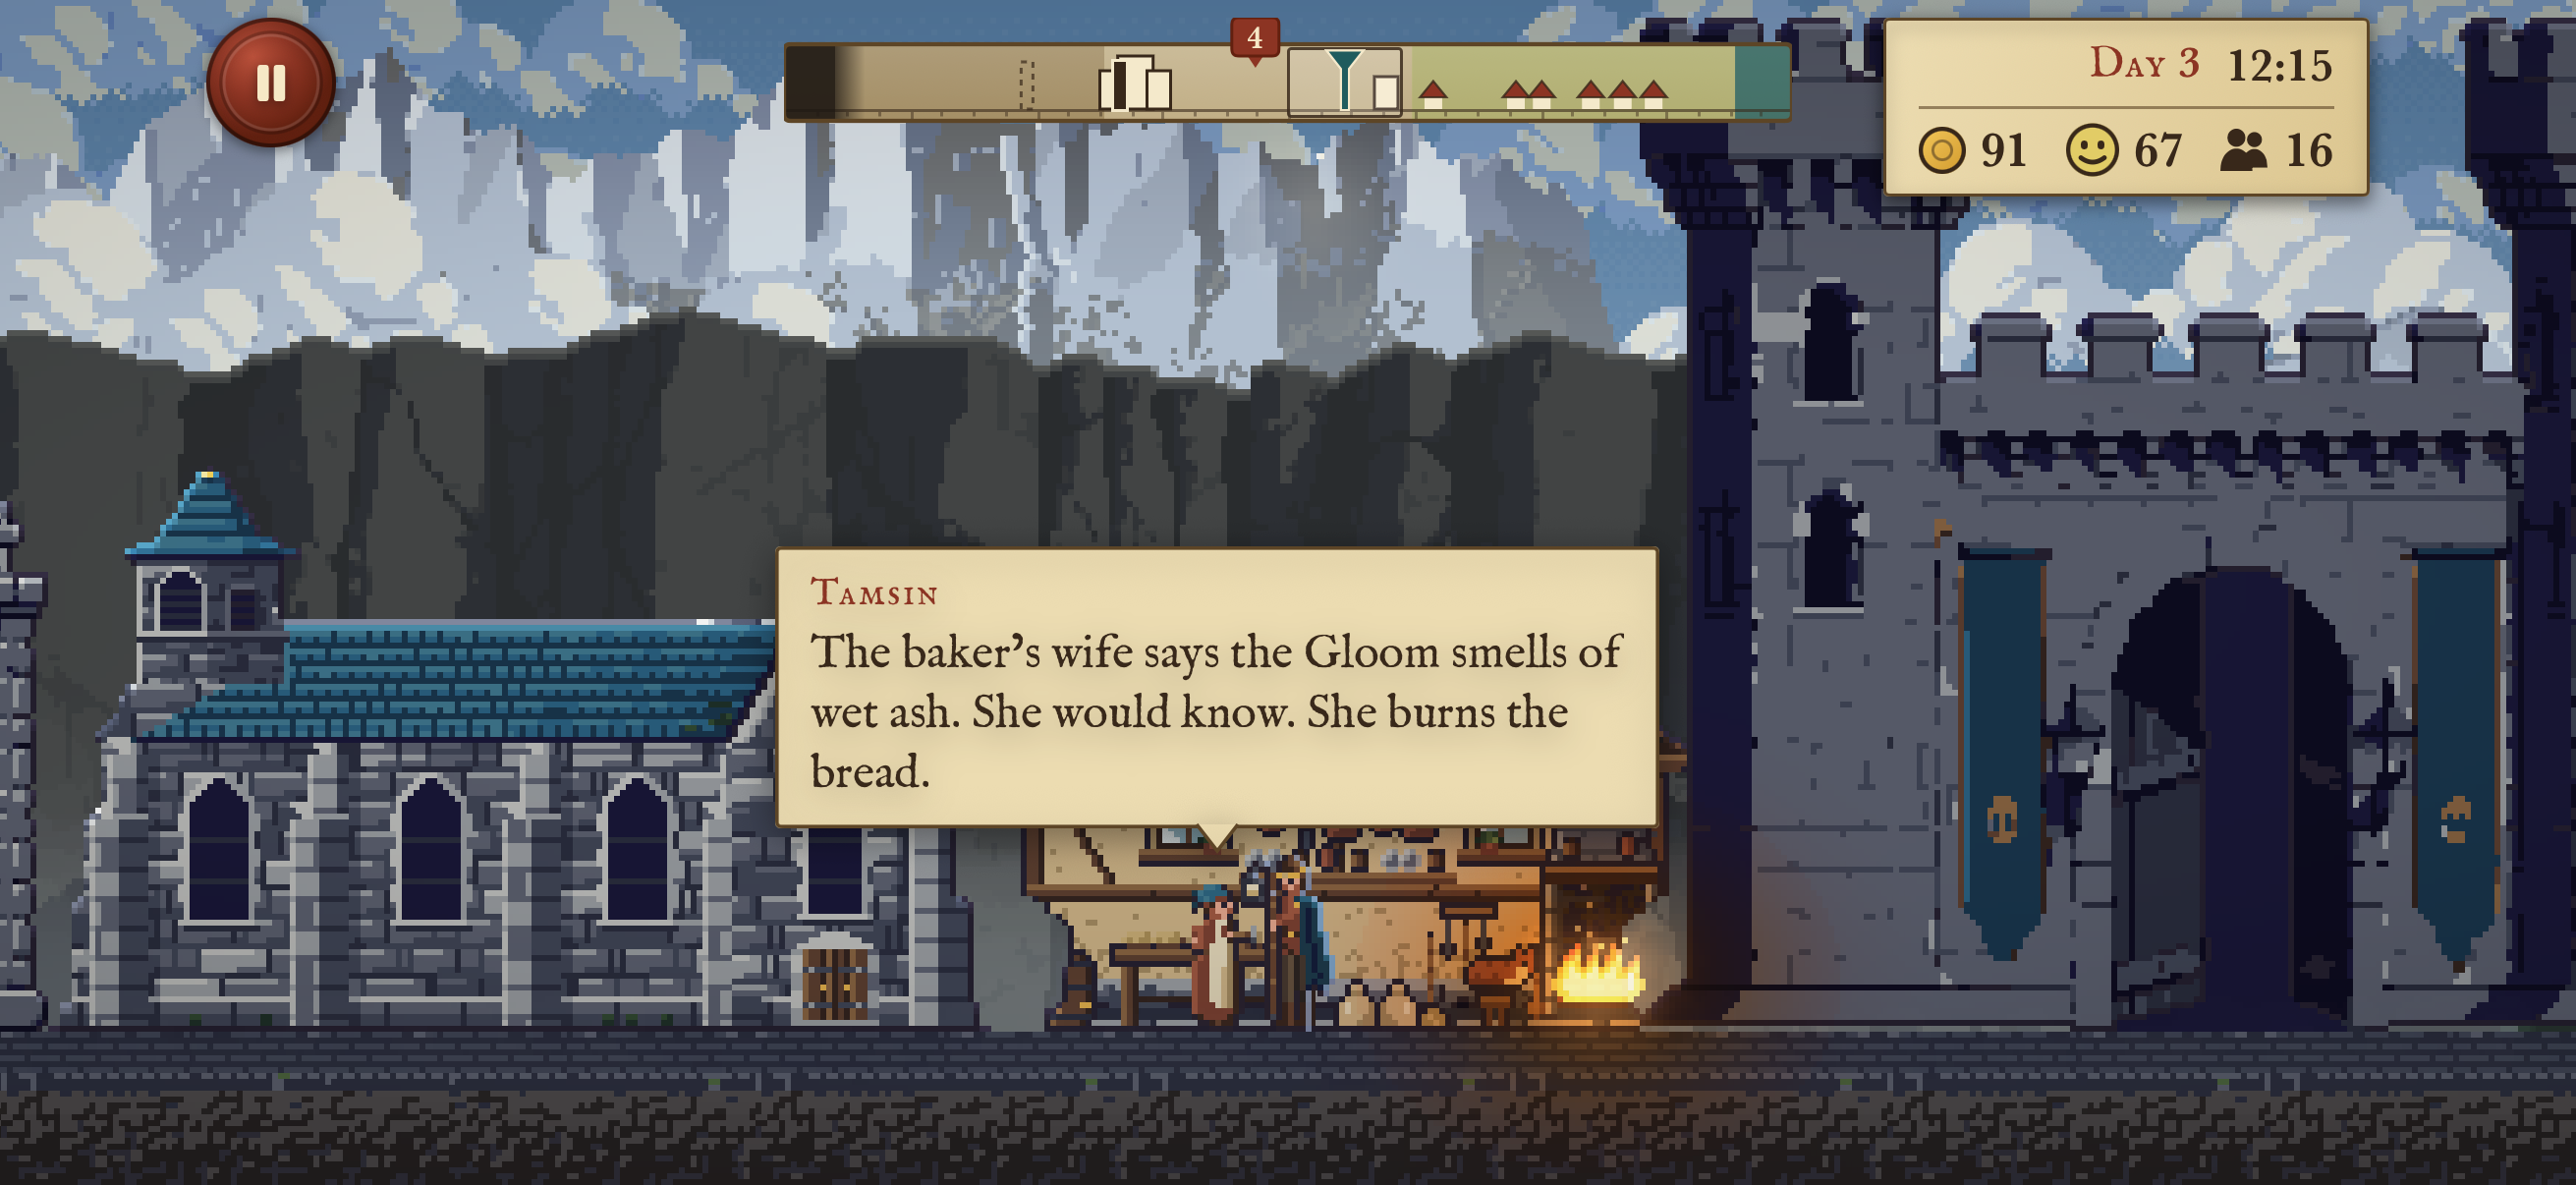 4
Day 3 12:15
91 67 16
Tamsin
The baker’s wife says the Gloom smells of
wet ash. She would know. She burns the
bread.